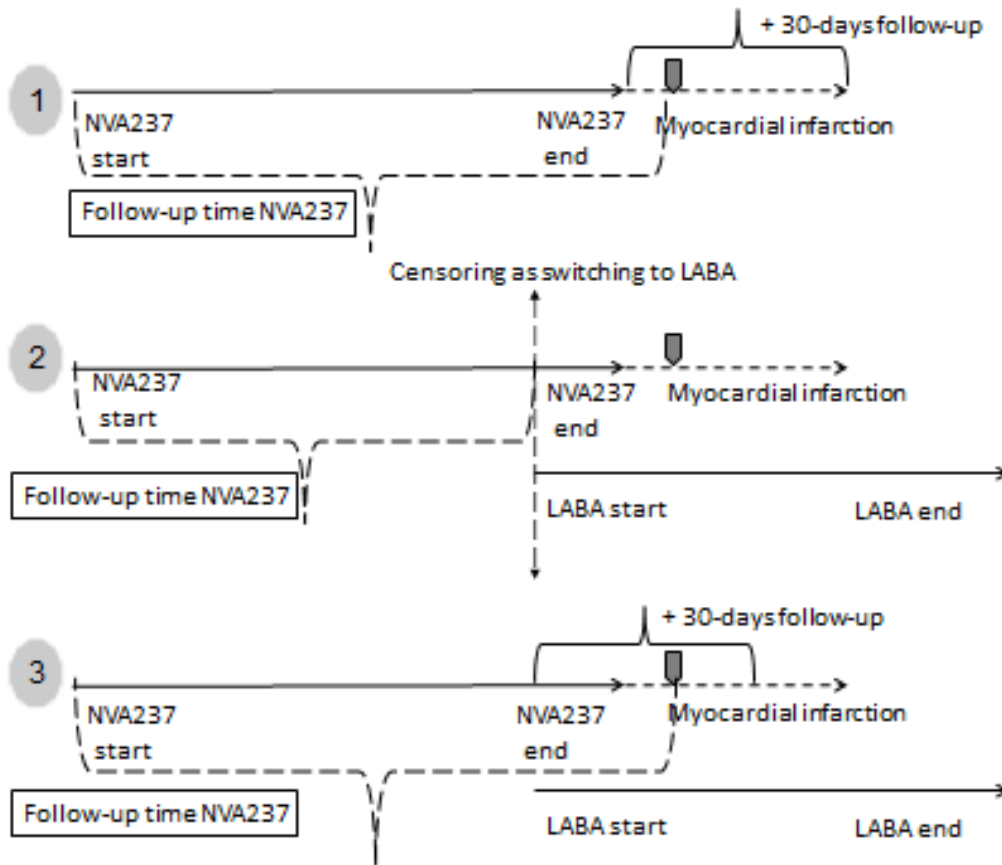 + 30-days follow-up
1
NVA237 start
NVA237 end
Myocardial infarction
Follow-up time NVA237
Censoring as switching to LABA
2
NVA237 start
NVA237 end
Myocardial infarction
Follow-up time NVA237
LABA start
LABA end
+ 30-days follow-up
3
NVA237 start
NVA237 end
Myocardial infarction
Follow-up time NVA237
LABA start
LABA end